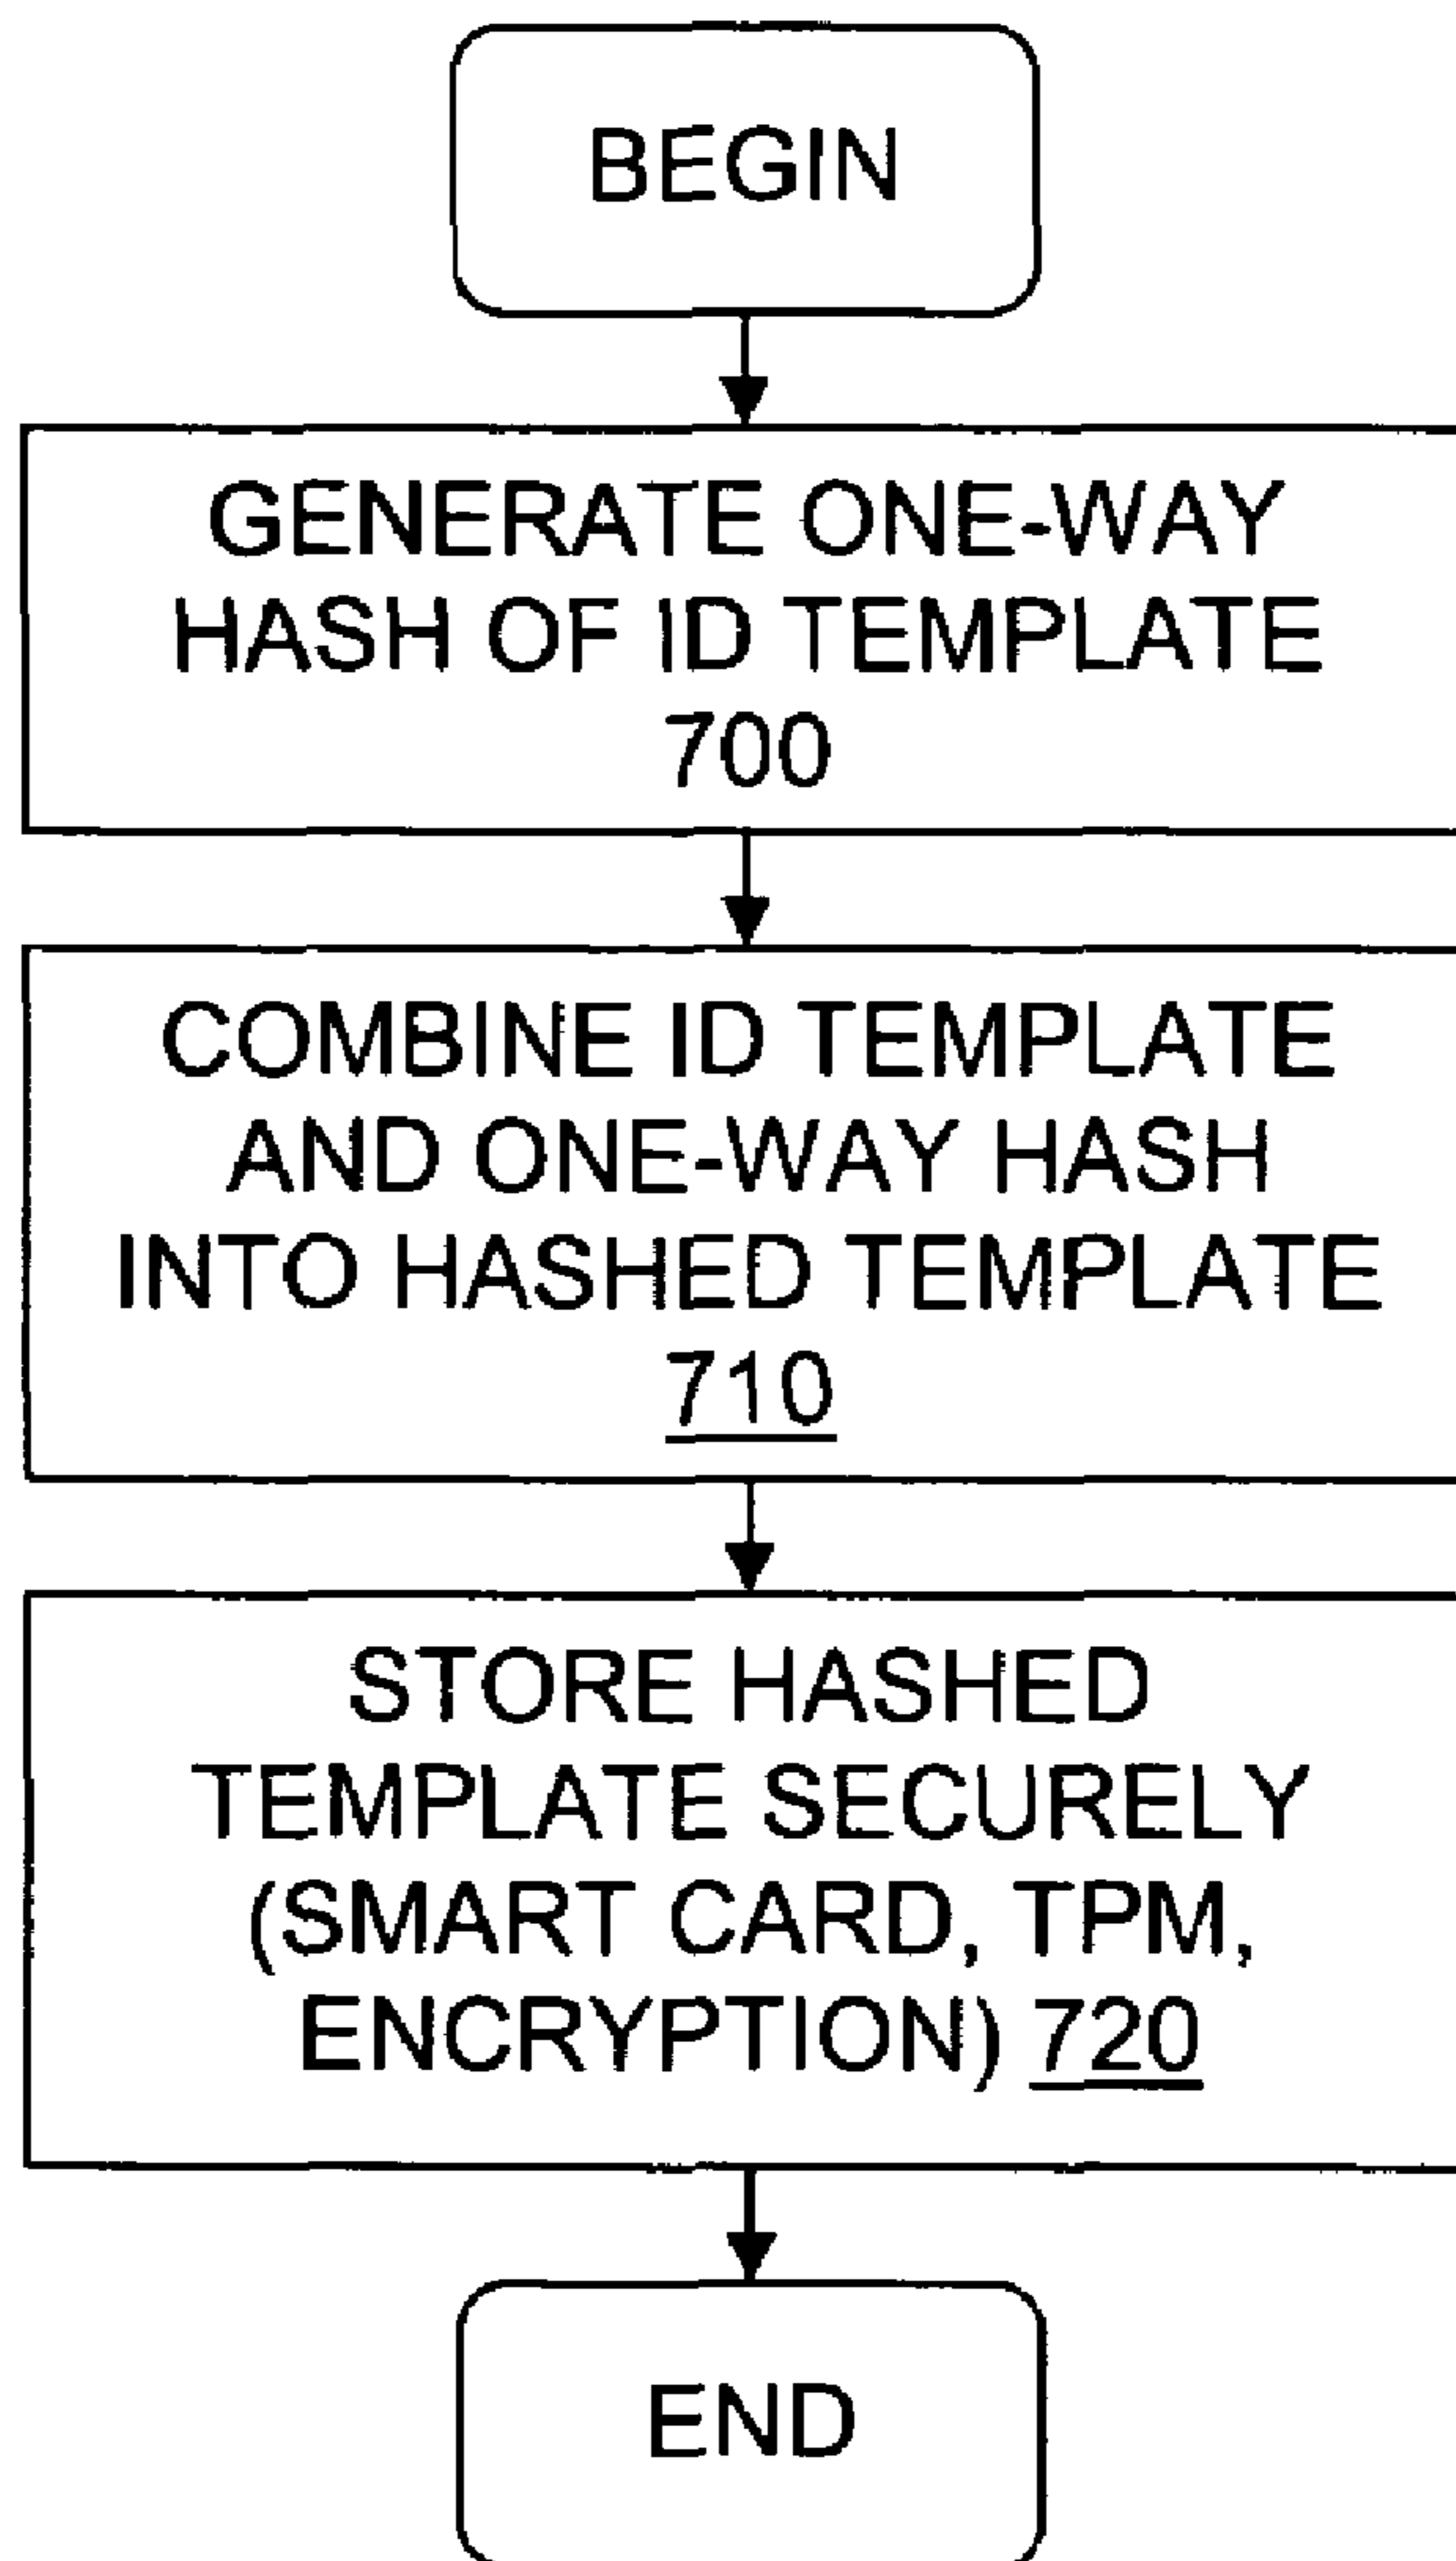 BEGIN
GENERATE ONE-WAY
HASH OF ID TEMPLATE
700
COMBINE ID TEMPLATE
AND ONE-WAY HASH
INTO HASHED TEMPLATE
710
STORE HASHED
TEMPLATE SECURELY
(SMART CARD, TPM,
ENCRYPTION) 720
END